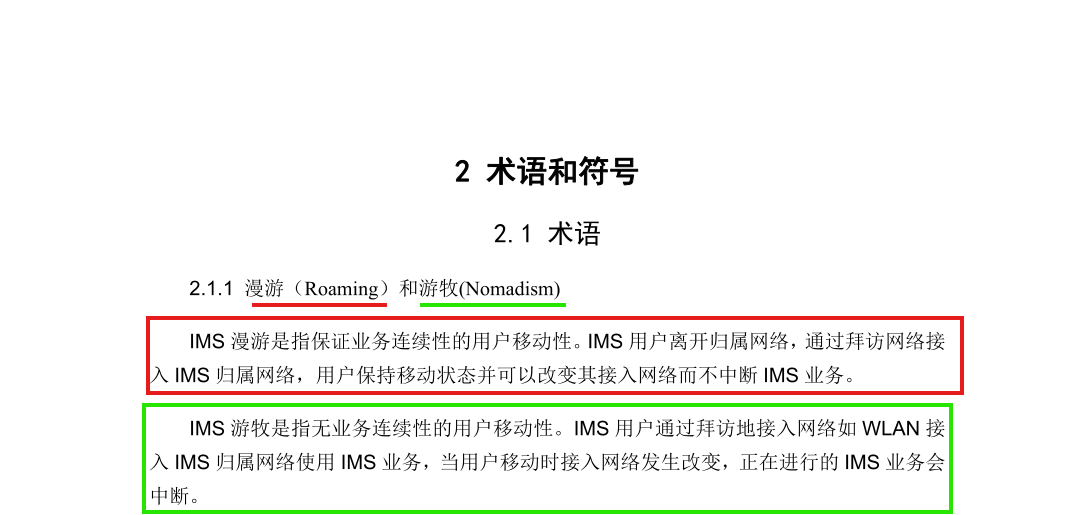 2 术语和符号
2.1 术语
2.1.1 漫游（Roaming）和游牧(Nomadism)
IMS 漫游是指保证业务连续性的用户移动性。IMS 用户离开归属网络，通过拜访网络接
入 IMS 归属网络，用户保持移动状态并可以改变其接入网络而不中断 IMS 业务。
IMS 游牧是指无业务连续性的用户移动性。IMS 用户通过拜访地接入网络如 WLAN 接
入 IMS 归属网络使用 IMS 业务，当用户移动时接入网络发生改变，正在进行的 IMS 业务会
中断。